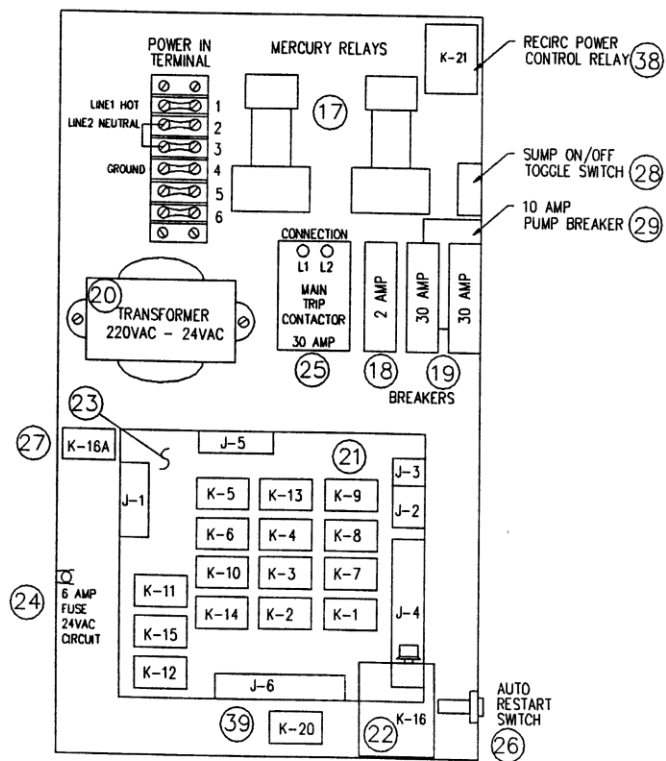 POWER IN
TERMINAL
MERCURY RELAYS
K-21
RECIRC POWER
CONTROL RELAY 38
LINE1 HOT 1
LINE2 NEUTRAL 2
3
GROUND 4
5
6
17
SUMP ON/OFF
TOGGLE SWITCH 28
10 AMP
PUMP BREAKER 29
CONNECTION
L1 L2
MAIN
TRIP
CONTACTOR
30 AMP
25
2 AMP
18
30 AMP
30 AMP
19
BREAKERS
20
TRANSFORMER
220VAC - 24VAC
23
27
K-16A
J-5
21
J-1
J-3
J-2
K-5 K-13 K-9
K-6 K-4 K-8
K-10 K-3 K-7
K-14 K-2 K-1
K-11
K-15
K-12
J-4
24
6 AMP
FUSE
24VAC
CIRCUIT
J-6
39
K-20
22
K-16
AUTO
RESTART
SWITCH
26